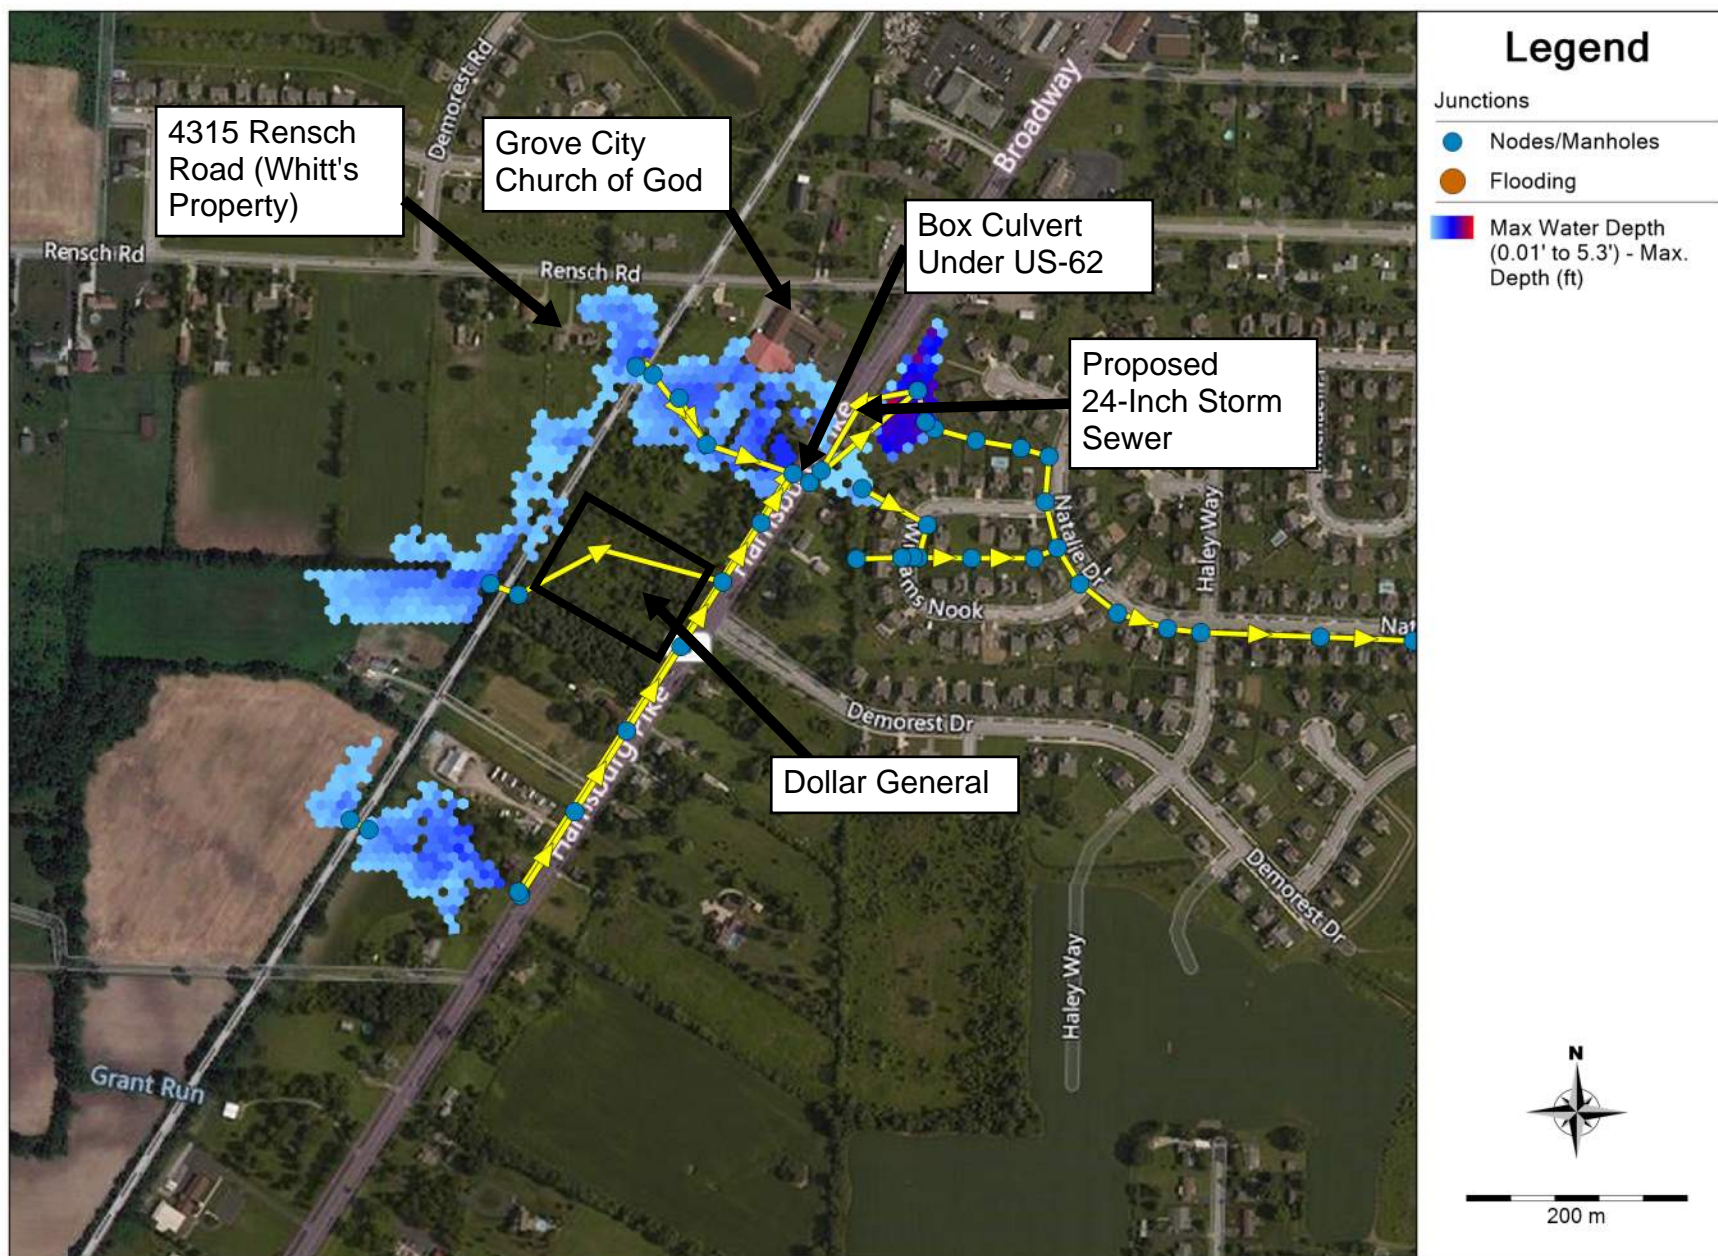 Legend
Junctions
Nodes/Manholes
Flooding
Max Water Depth
(0.01' to 5.3') - Max.
Depth (ft)
4315 Rensch
Road (Whitt's
Property)
Demorest Rd
Grove City
Church of God
Broadway
Box Culvert
Under US-62
Rensch Rd
Rensch Rd
Proposed
24-Inch Storm
Sewer
Natalie Dr
Haley Way
Nook
Demorest Dr
Dollar General
Demorest Dr
Haley Way
Grant Run
N
200 m